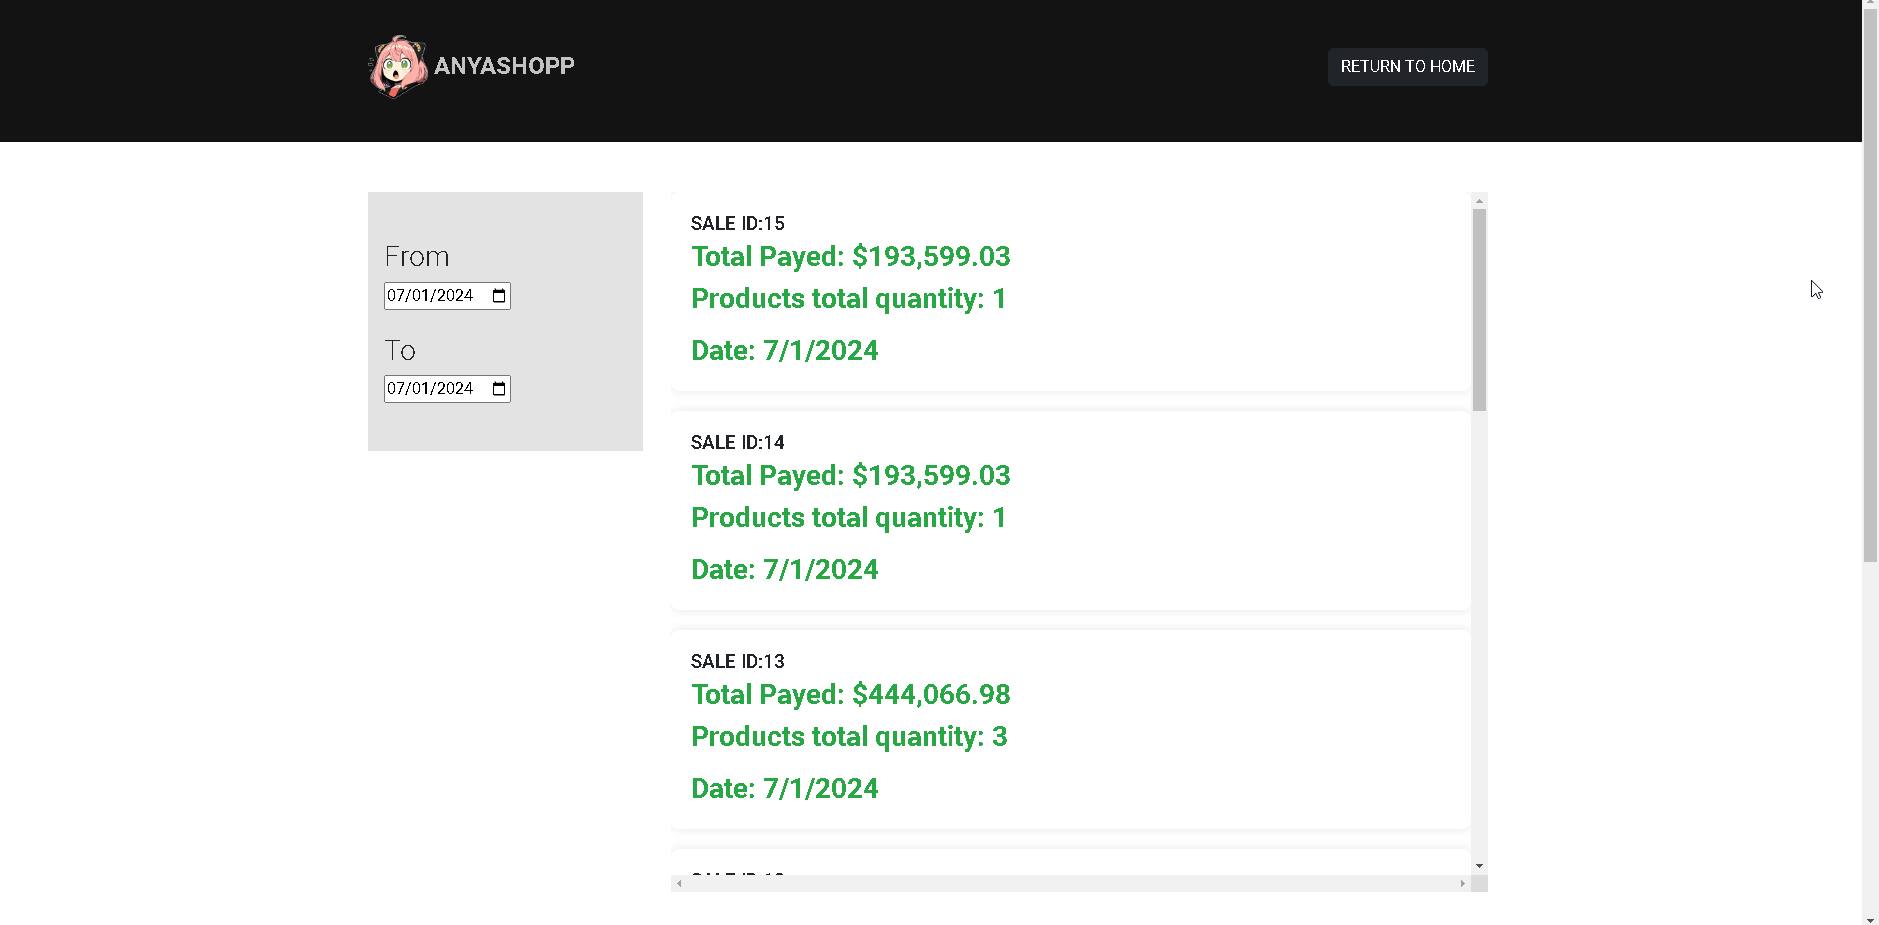 ANYASHOPP
RETURN TO HOME
From
07/01/2024
To
07/01/2024
SALE ID:15
Total Payed: $193,599.03
Products total quantity: 1
Date: 7/1/2024
SALE ID:14
Total Payed: $193,599.03
Products total quantity: 1
Date: 7/1/2024
SALE ID:13
Total Payed: $444,066.98
Products total quantity: 3
Date: 7/1/2024